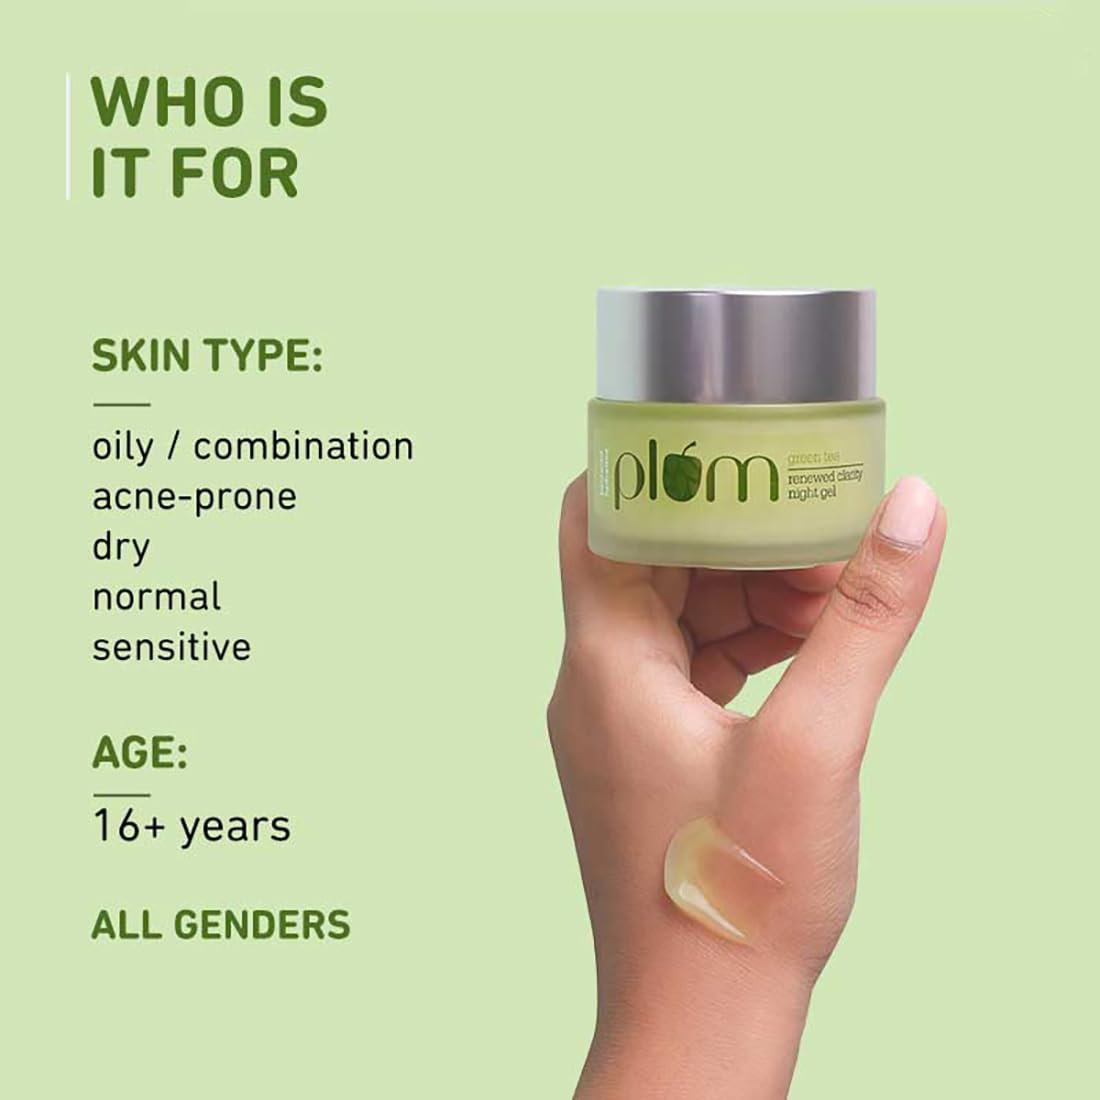 WHO IS
IT FOR
SKIN TYPE:
oily / combination
acne-prone
dry
normal
sensitive
AGE:
16+ years
ALL GENDERS
plum
green tea
renewed clarity
night gel